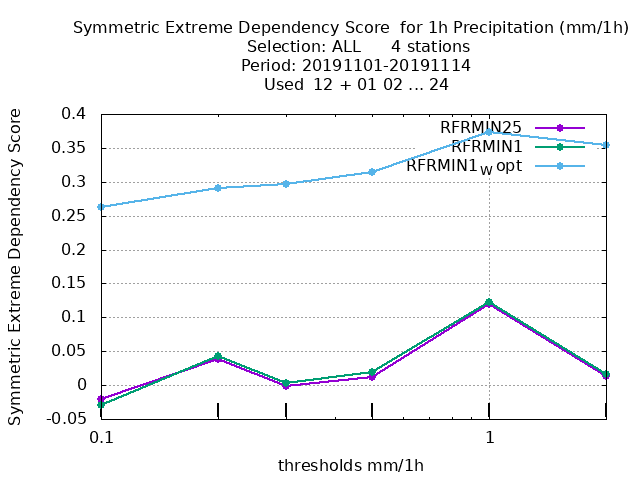 Symmetric Extreme Dependency Score  for 1h Precipitation (mm/1h)
Selection: ALL      4 stations
Period: 20191101-20191114
Used  12 + 01 02 ... 24
Symmetric Extreme Dependency Score
0.4
0.35
0.3
0.25
0.2
0.15
0.1
0.05
0
-0.05
RFRMIN25
RFRMIN1
RFRMIN1W opt
0.1
1
thresholds mm/1h